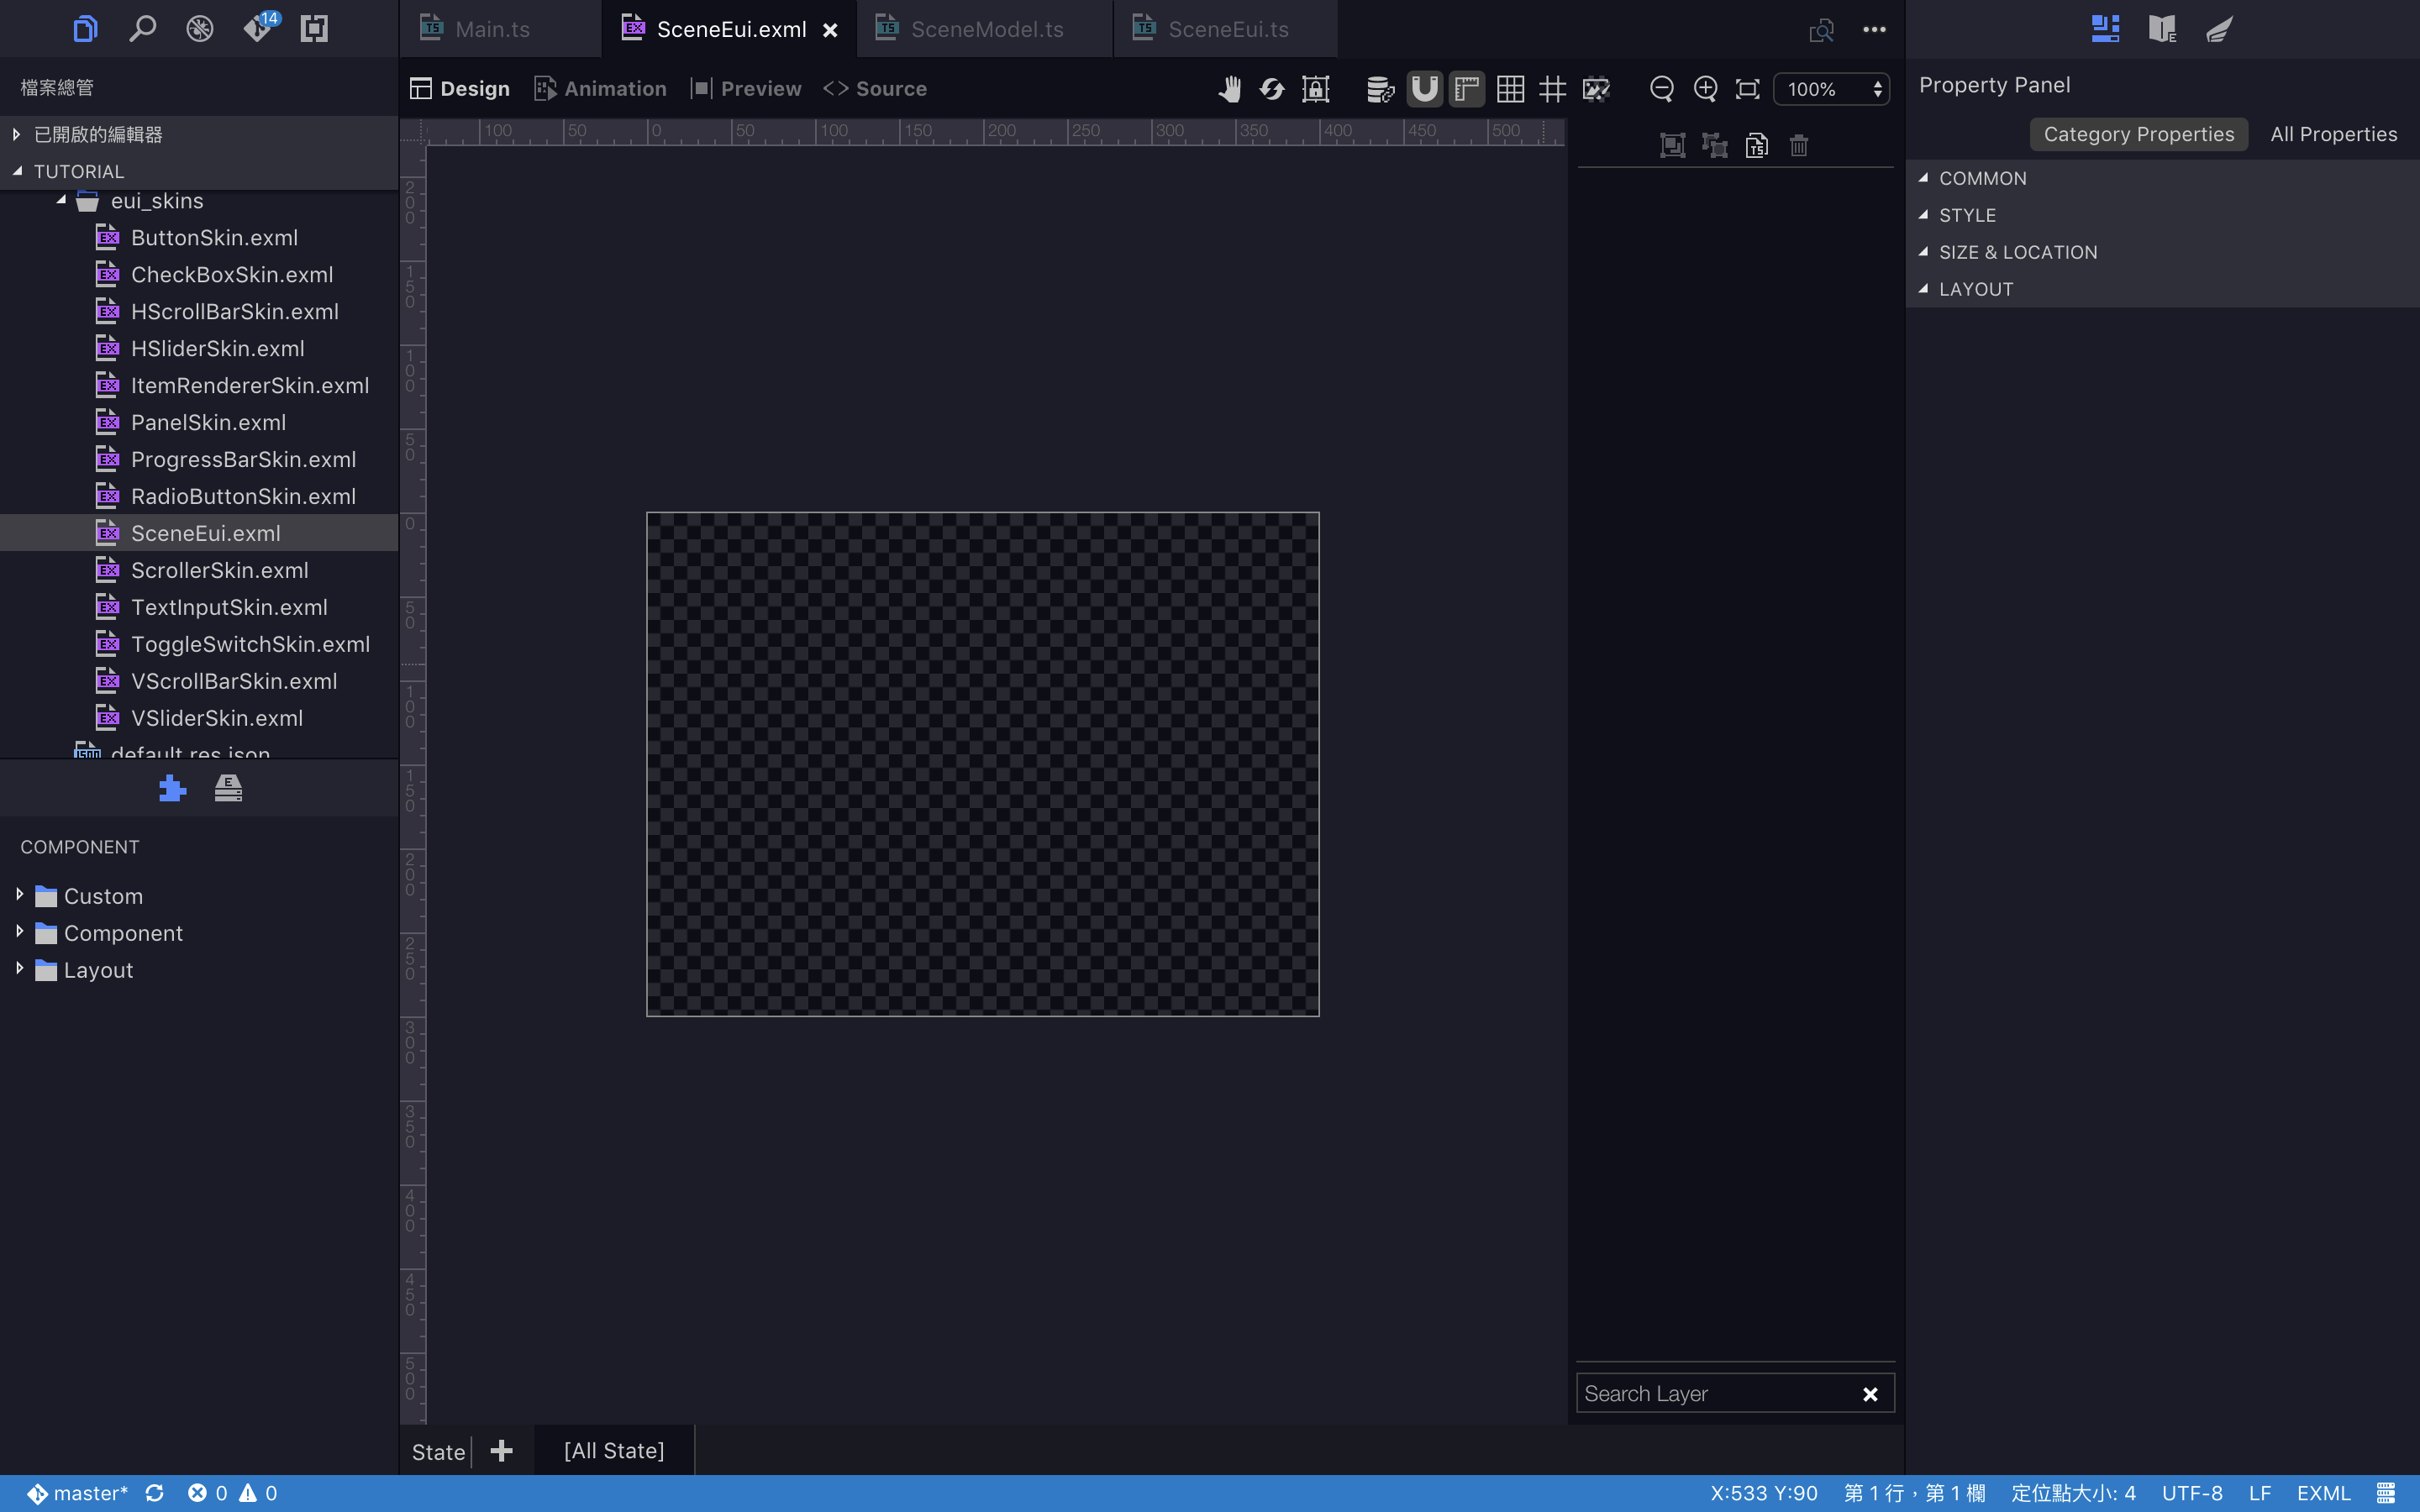 14
Main.ts
SceneEui.exml
SceneModel.ts
SceneEui.ts
檔案總管
Design
Animation
Preview
Source
100%
Property Panel
Category Properties
All Properties
已開啟的編輯器
TUTORIAL
eui_skins
ButtonSkin.exml
CheckBoxSkin.exml
HScrollBarSkin.exml
HSliderSkin.exml
ItemRendererSkin.exml
PanelSkin.exml
ProgressBarSkin.exml
RadioButtonSkin.exml
SceneEui.exml
ScrollerSkin.exml
TextInputSkin.exml
ToggleSwitchSkin.exml
VScrollBarSkin.exml
VSliderSkin.exml
default.res.json
COMPONENT
Custom
Component
Layout
100 50 0 50 100 150 200 250 300 350 400 450 500
200
150
100
50
0
50
100
150
200
250
300
350
400
450
500
COMMON
STYLE
SIZE & LOCATION
LAYOUT
Search Layer
State
[All State]
master* 0 0
X:533 Y:90 第 1 行，第 1 欄 定位點大小: 4 UTF-8 LF EXML